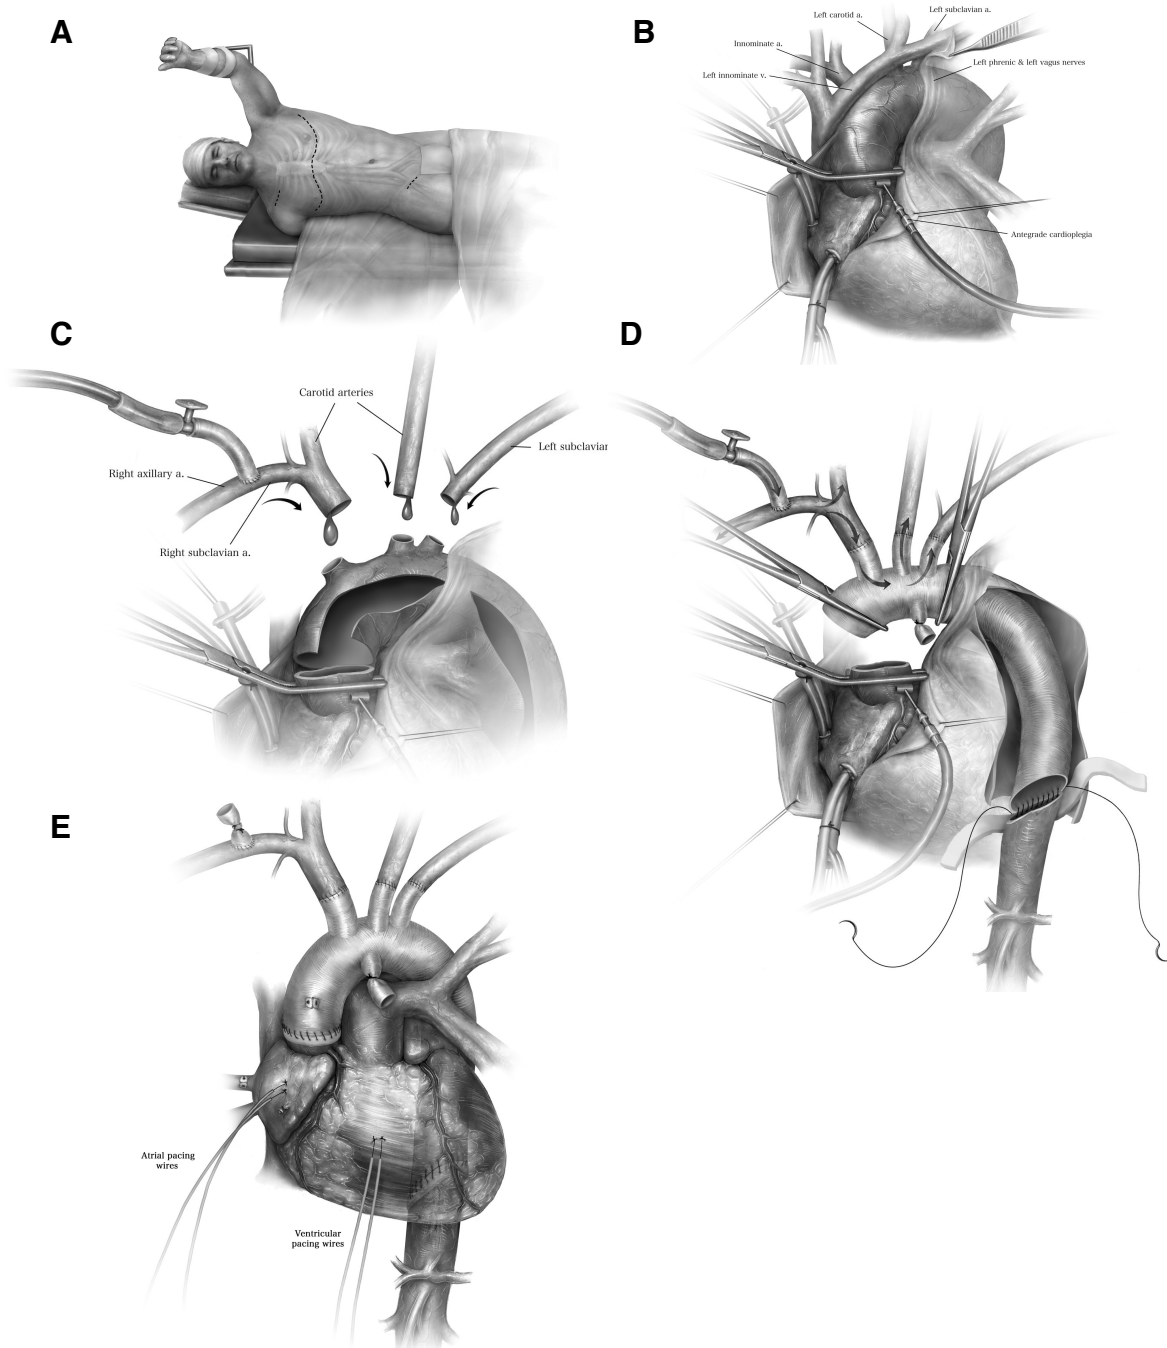 A
B
Left carotid a.
Left subclavian a.
Innominate a.
Left phrenic & left vagus nerves
Left innominate v.
Antegrade cardioplegia
C
Carotid arteries
Left subclavian
Right axillary a.
Right subclavian a.
D
E
Atrial pacing
wires
Ventricular
pacing wires